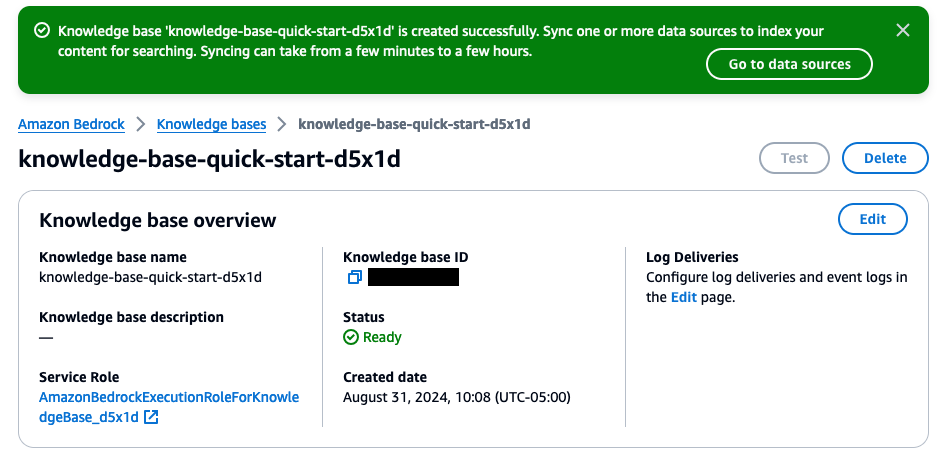 Knowledge base 'knowledge-base-quick-start-d5x1d' is created successfully. Sync one or more data sources to index your
content for searching. Syncing can take from a few minutes to a few hours.
Go to data sources
Amazon Bedrock > Knowledge bases > knowledge-base-quick-start-d5x1d
knowledge-base-quick-start-d5x1d
Test
Delete
Knowledge base overview
Edit
Knowledge base name
knowledge-base-quick-start-d5x1d
Knowledge base description
—
Service Role
AmazonBedrockExecutionRoleForKnowle
dgeBase_d5x1d
Knowledge base ID
Status
Ready
Created date
August 31, 2024, 10:08 (UTC-05:00)
Log Deliveries
Configure log deliveries and event logs in
the Edit page.